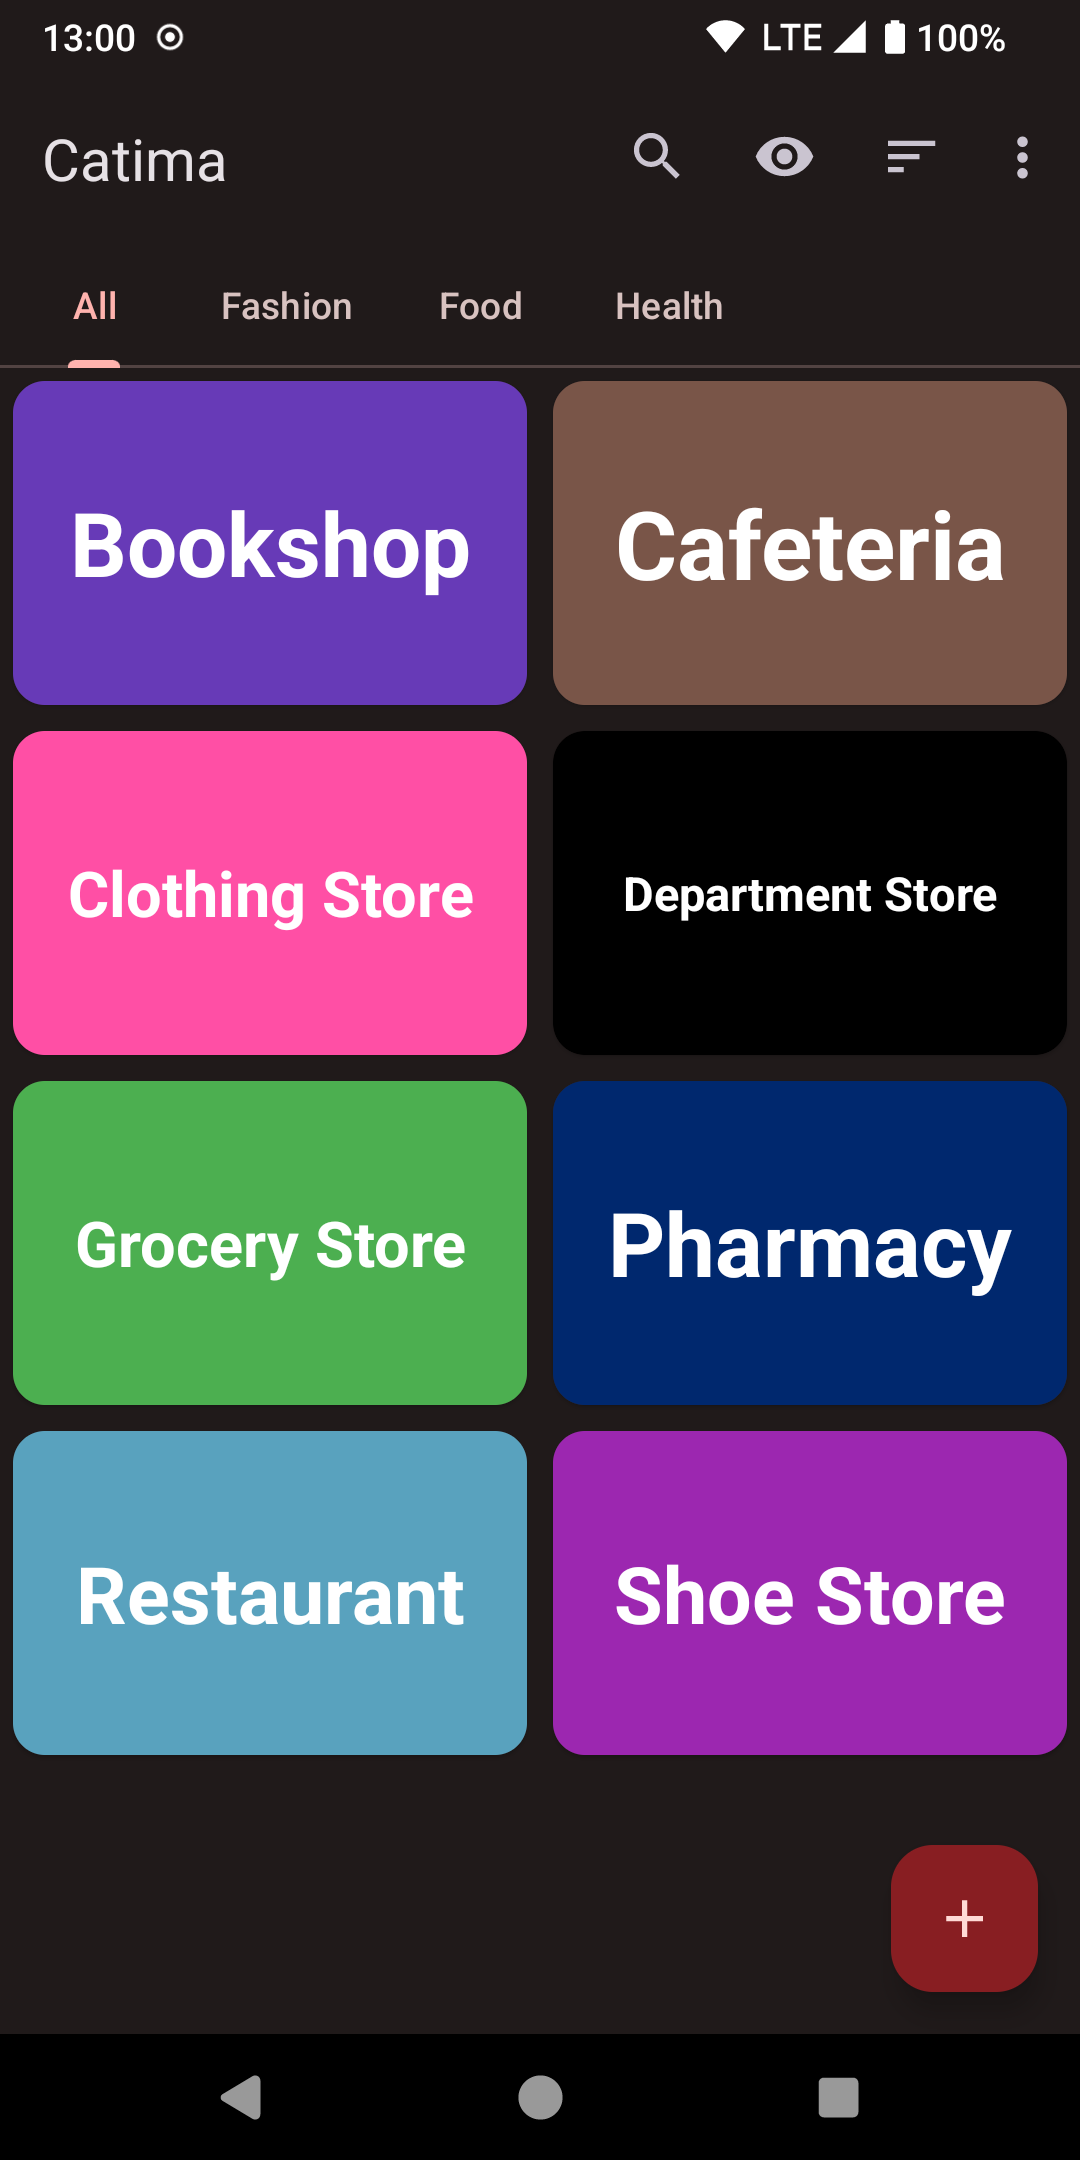 13:00 LTE 100%
Catima
All Fashion Food Health
Bookshop Cafeteria
Clothing Store Department Store
Grocery Store Pharmacy
Restaurant Shoe Store